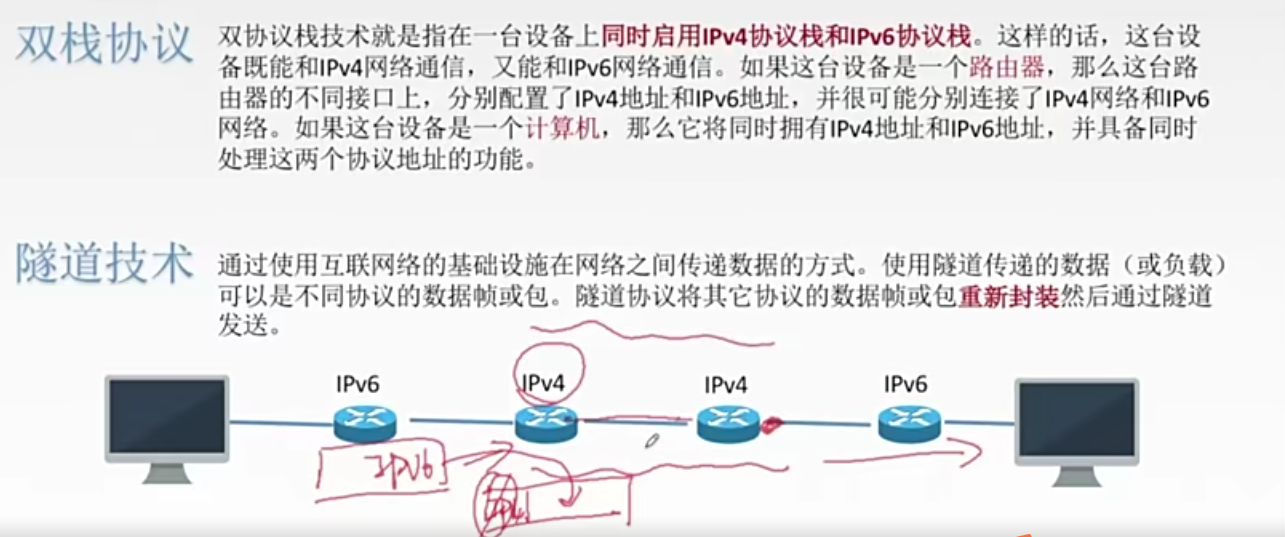 双栈协议
双协议栈技术就是指在一台设备上同时启用IPv4协议栈和IPv6协议栈。这样的话，这台设
备既能和IPv4网络通信，又能和IPv6网络通信。如果这台设备是一个路由器，那么这台路
由器的不同接口上，分别配置了IPv4地址和IPv6地址，并很可能分别连接了IPv4网络和IPv6
网络。如果这台设备是一个计算机，那么它将同时拥有IPv4地址和IPv6地址，并具备同时
处理这两个协议地址的功能。
隧道技术
通过使用互联网络的基础设施在网络之间传递数据的方式。使用隧道传递的数据（或负载）
可以是不同协议的数据帧或包。隧道协议将其它协议的数据帧或包重新封装然后通过隧道
发送。
IPv6 IPv4 IPv4 IPv6
IPV6